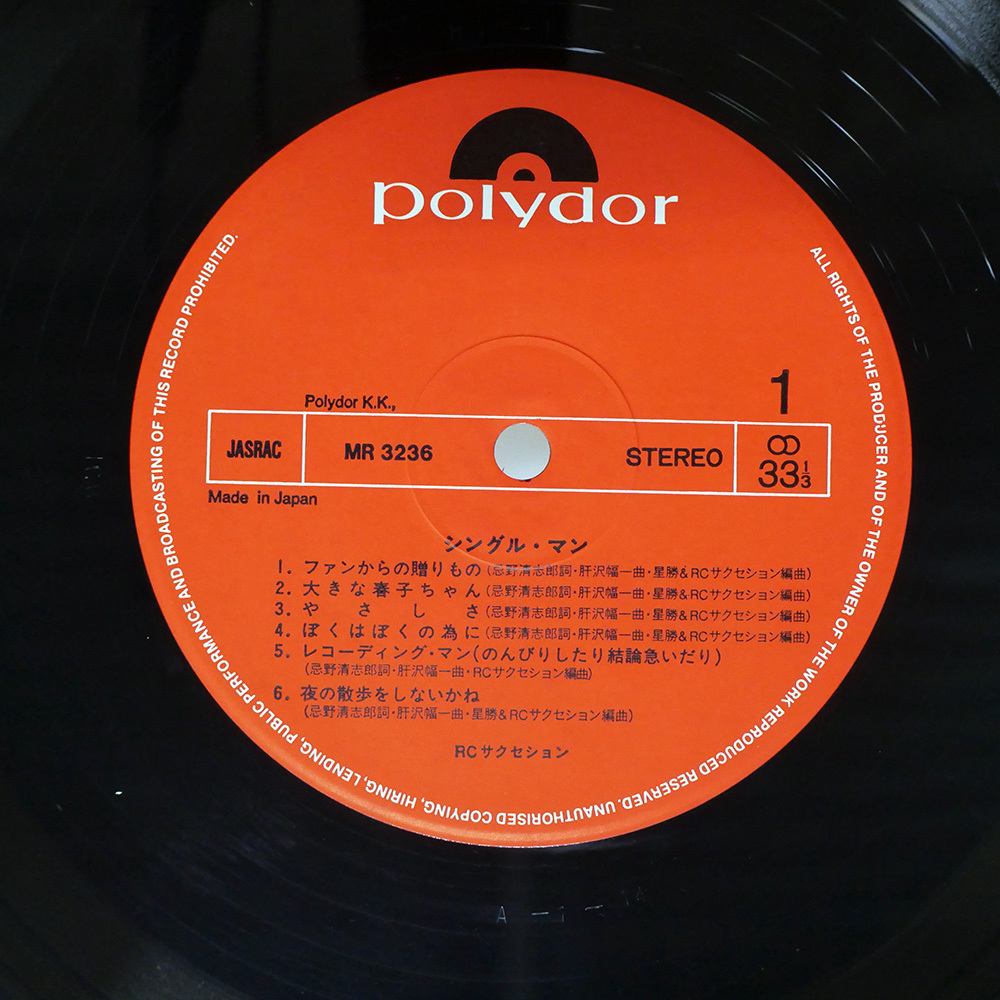 polydor
ALL RIGHTS OF THE PRODUCER AND OF THE OWNER OF THE WORK REPRODUCED RESERVED. UNAUTHORISED COPYING, HIRING, LENDING, PUBLIC PERFORMANCE AND BROADCASTING OF THIS RECORD PROHIBITED.
1
Polydor K.K.,
JASRAC MR 3236 STEREO 33 1/3
Made in Japan
シングル・マン
1. ファンからの贈りもの(忌野清志郎詞・肝沢幅一曲・星勝&RCサクセション編曲)
2. 大きな春子ちゃん(忌野清志郎詞・肝沢幅一曲・星勝&RCサクセション編曲)
3. やさしさ(忌野清志郎詞・肝沢幅一曲・星勝&RCサクセション編曲)
4. ぼくはぼくの為に(忌野清志郎詞・肝沢幅一曲・星勝&RCサクセション編曲)
5. レコーディング・マン(のんびりしたり結論急いだり)
(忌野清志郎詞・肝沢幅一曲・RCサクセション編曲)
6. 夜の散歩をしないかね
(忌野清志郎詞・肝沢幅一曲・星勝&RCサクセション編曲)
RCサクセション